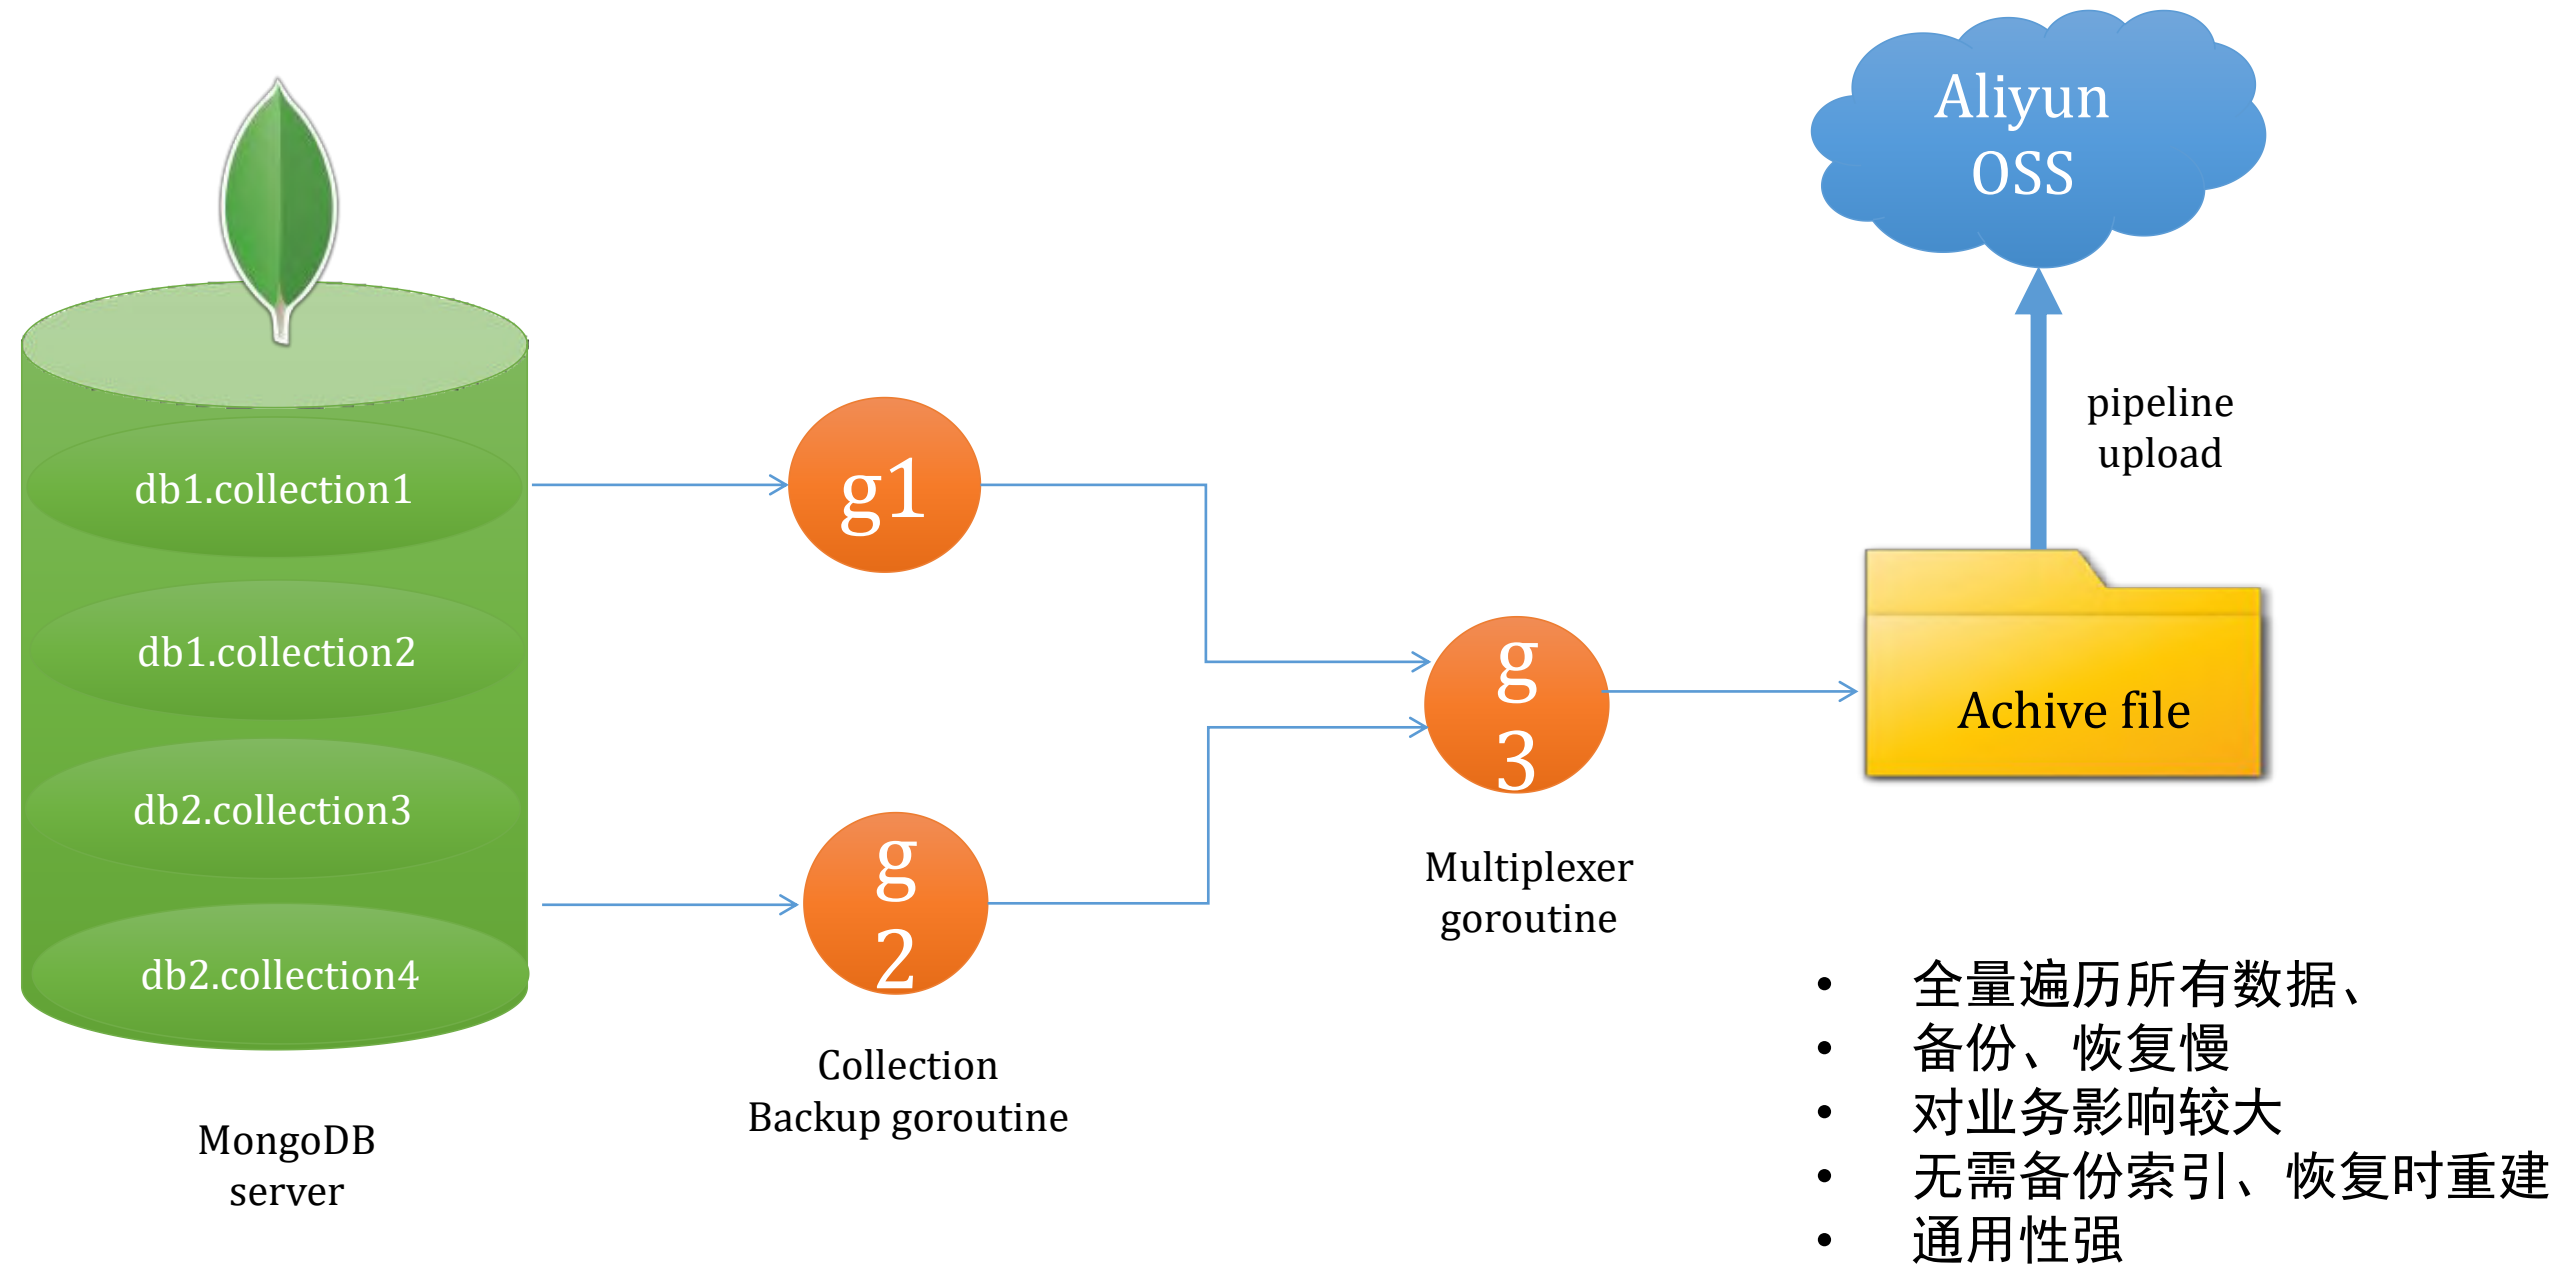 Aliyun
OSS
pipeline
upload
db1.collection1
db1.collection2
db2.collection3
db2.collection4
MongoDB
server
g1
g
2
Collection
Backup goroutine
g
3
Multiplexer
goroutine
Achive file
• 全量遍历所有数据、
• 备份、恢复慢
• 对业务影响较大
• 无需备份索引、恢复时重建
• 通用性强